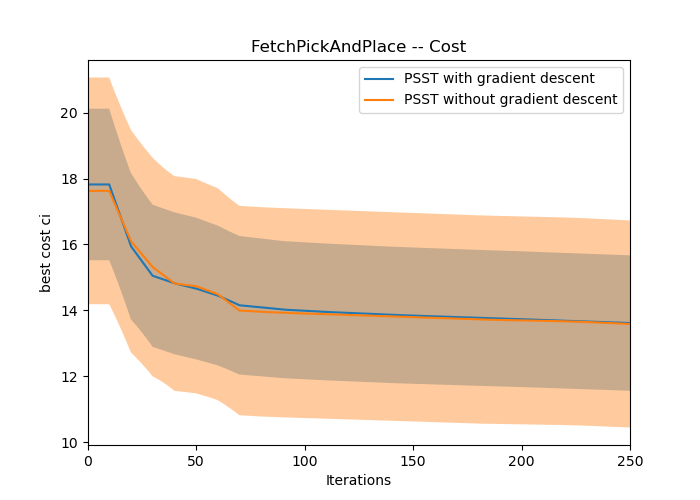 FetchPickAndPlace -- Cost
PSST with gradient descent
PSST without gradient descent
best cost ci
20
18
16
14
12
10
0 50 100 150 200 250
Iterations